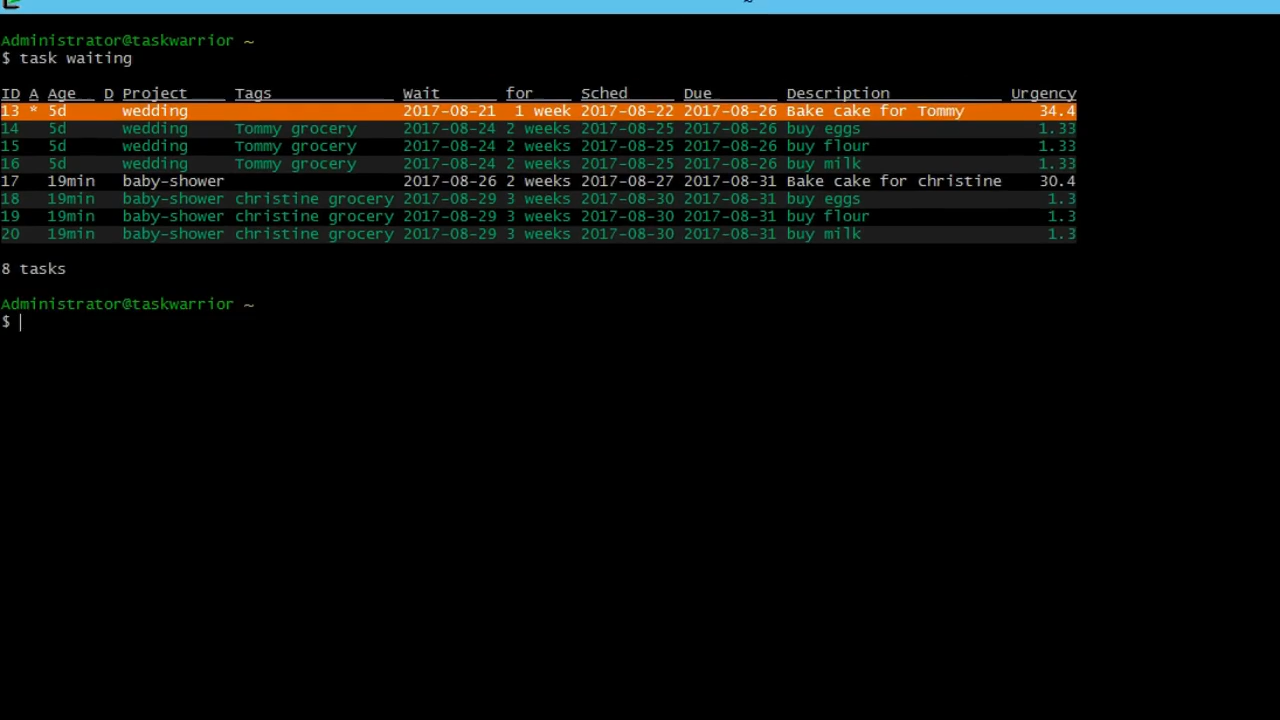 ~
Administrator@taskwarrior ~
$ task waiting
ID A Age D Project Tags Wait for Sched Due Description Urgency
13 * 5d wedding 2017-08-21 1 week 2017-08-22 2017-08-26 Bake cake for Tommy 34.4
14 5d wedding Tommy grocery 2017-08-24 2 weeks 2017-08-25 2017-08-26 buy eggs 1.33
15 5d wedding Tommy grocery 2017-08-24 2 weeks 2017-08-25 2017-08-26 buy flour 1.33
16 5d wedding Tommy grocery 2017-08-24 2 weeks 2017-08-25 2017-08-26 buy milk 1.33
17 19min baby-shower 2017-08-26 2 weeks 2017-08-27 2017-08-31 Bake cake for christine 30.4
18 19min baby-shower christine grocery 2017-08-29 3 weeks 2017-08-30 2017-08-31 buy eggs 1.3
19 19min baby-shower christine grocery 2017-08-29 3 weeks 2017-08-30 2017-08-31 buy flour 1.3
20 19min baby-shower christine grocery 2017-08-29 3 weeks 2017-08-30 2017-08-31 buy milk 1.3
8 tasks
Administrator@taskwarrior ~
$